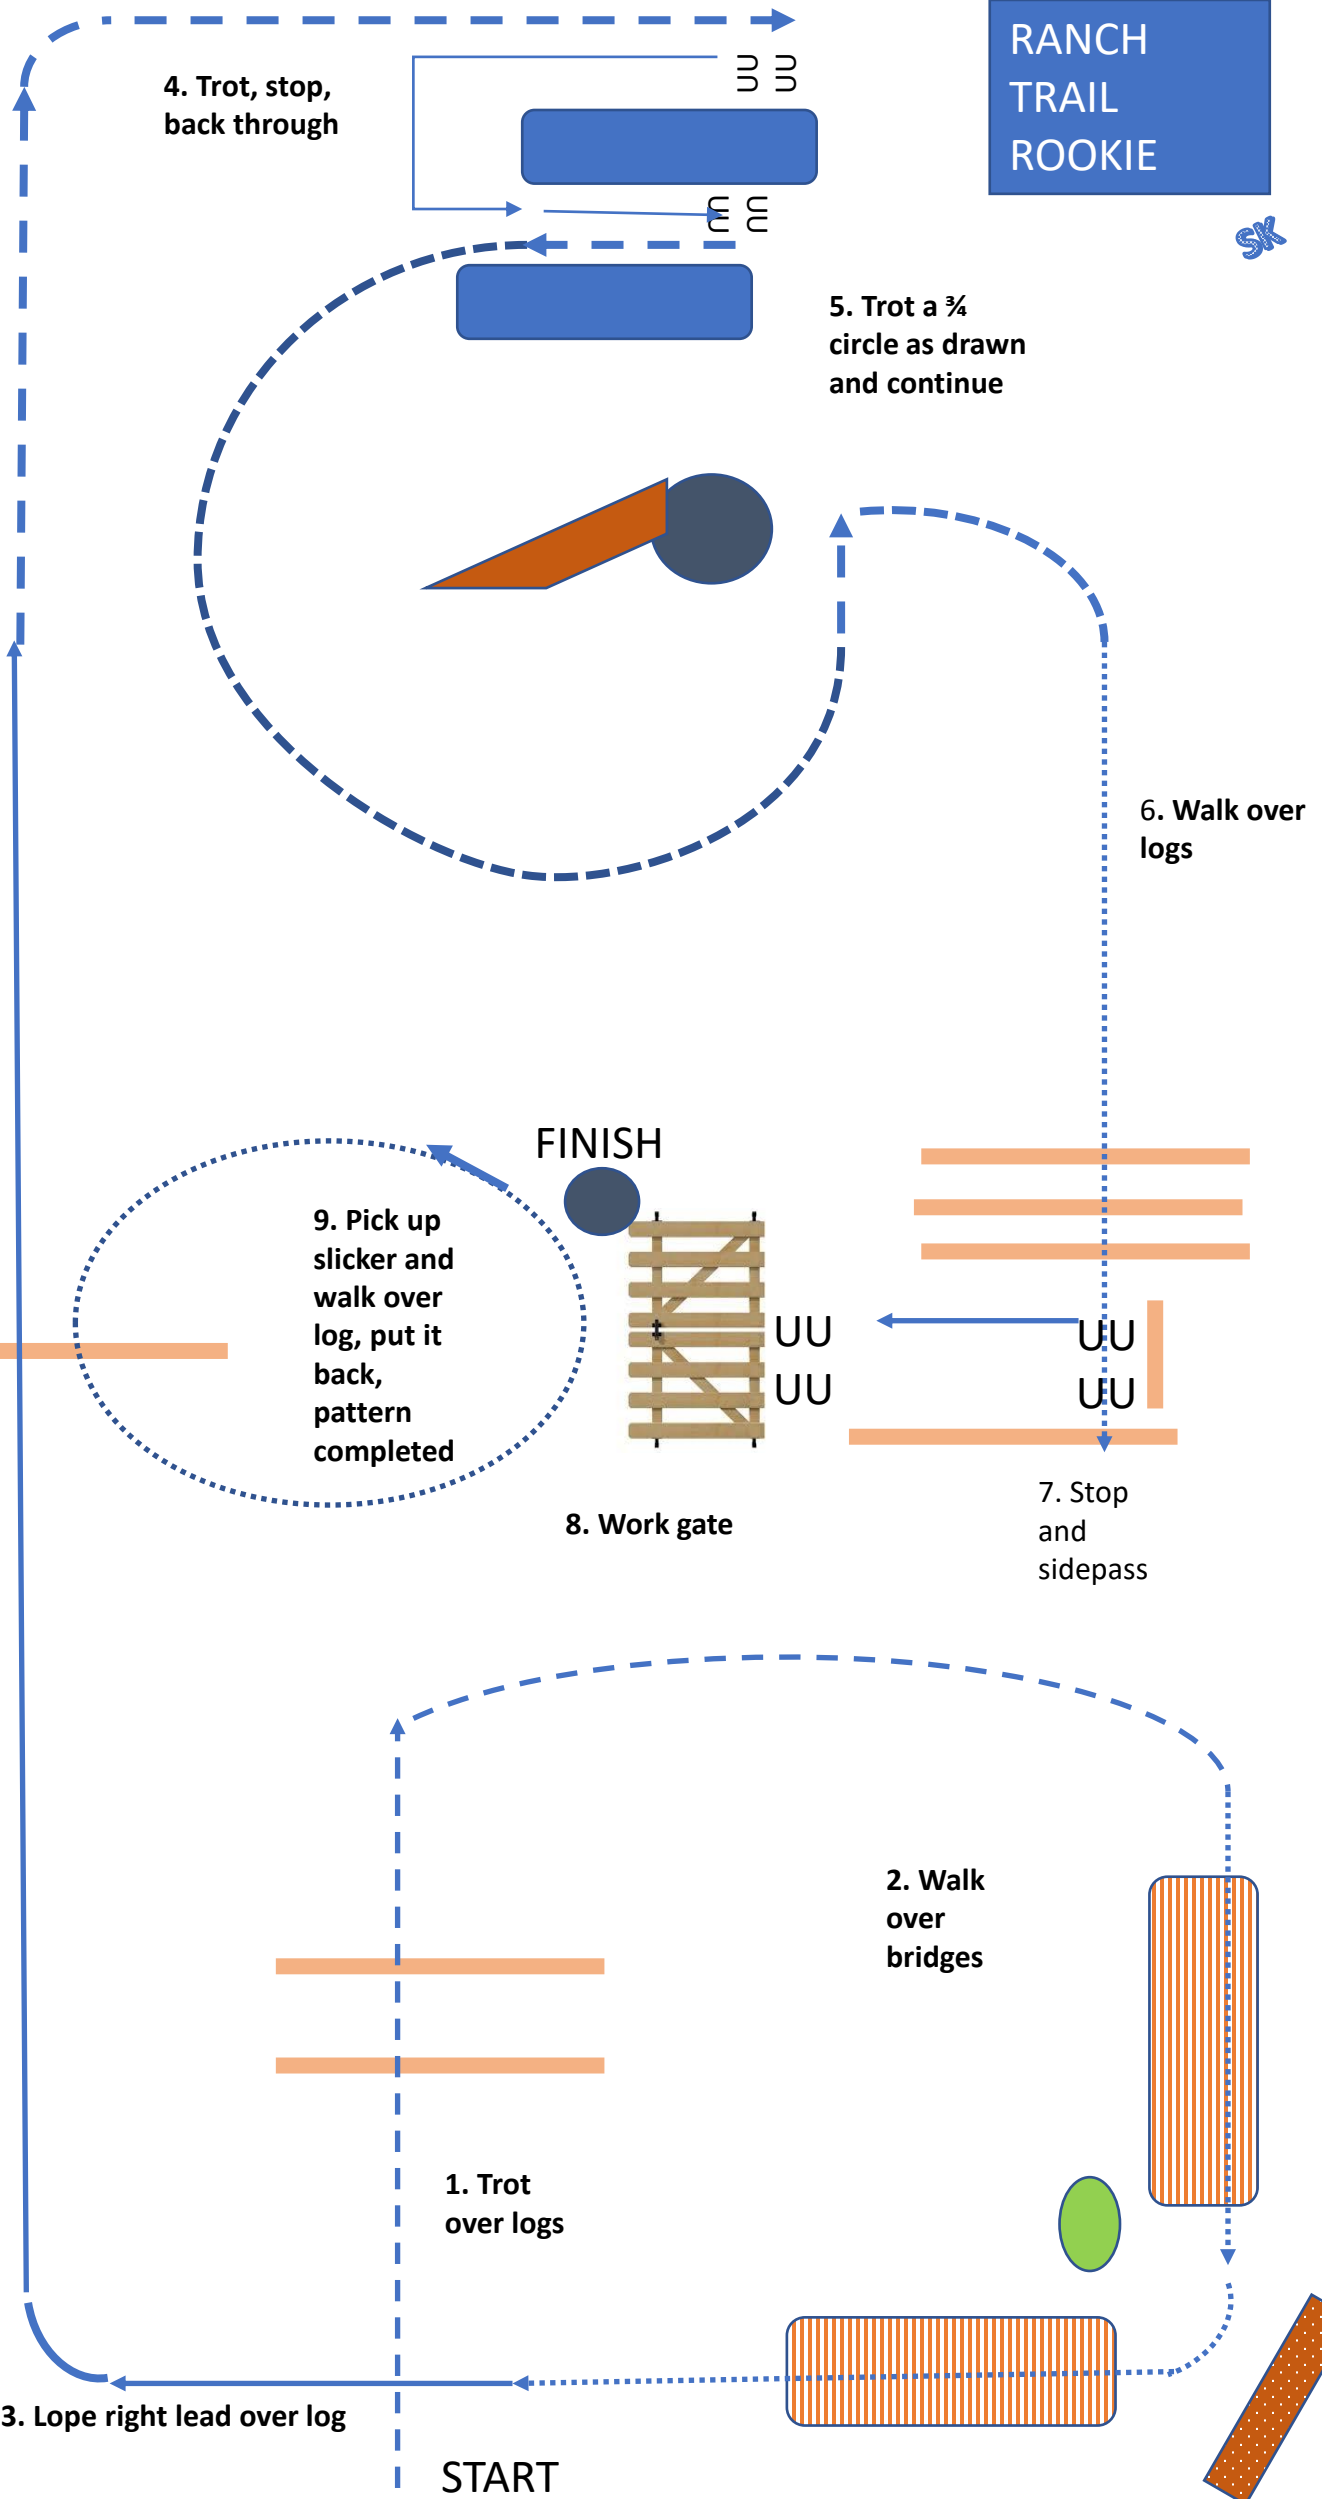 RANCH
TRAIL
ROOKIE
SK
4. Trot, stop,
back through
5. Trot a ¾
circle as drawn
and continue
6. Walk over
logs
FINISH
9. Pick up
slicker and
walk over
log, put it
back,
pattern
completed
UU
UU
UU
UU
8. Work gate
7. Stop
and
sidepass
2. Walk
over
bridges
1. Trot
over logs
3. Lope right lead over log
START